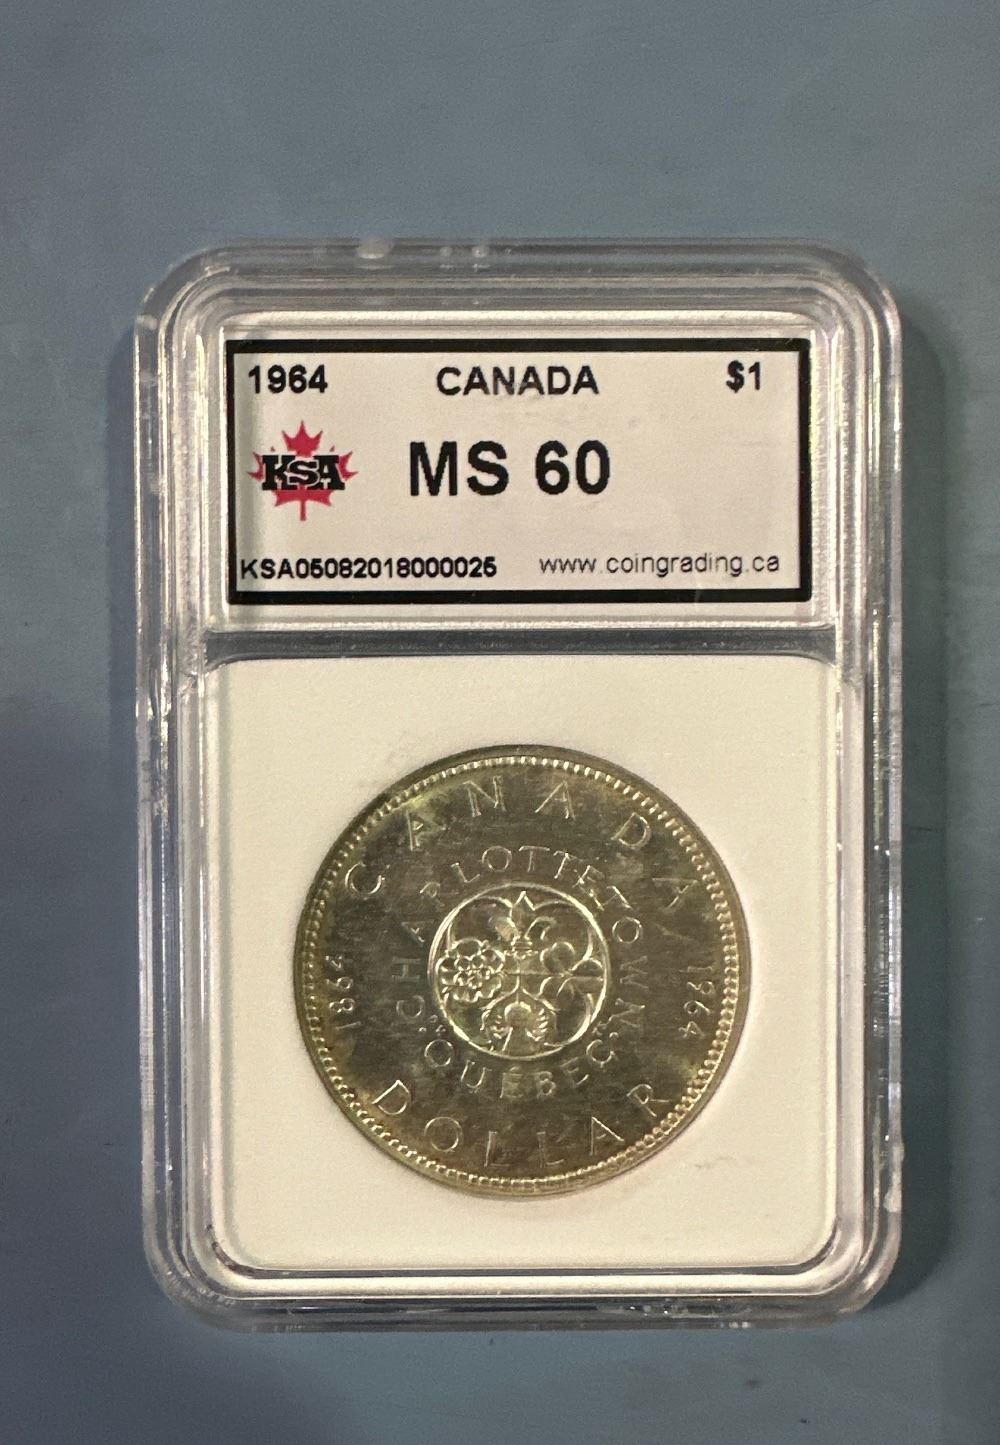 1964 CANADA $1
KSA MS 60
KSA05082018000025 www.coingrading.ca
CANADA
CHARLOTTETOWN
1864 1964
QUÉBEC
DOLLAR